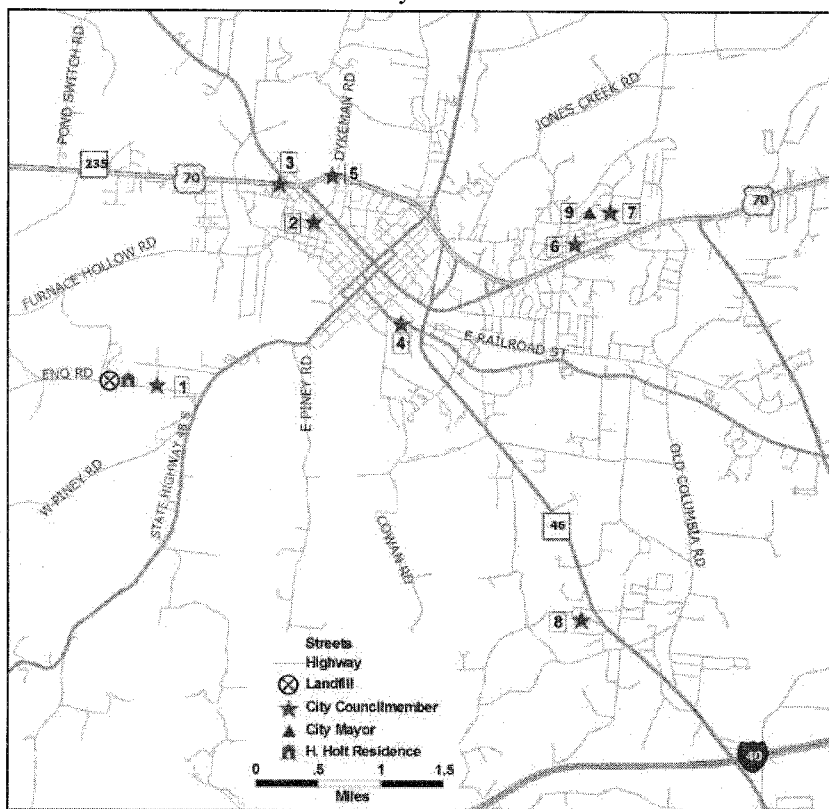 POND SWITCH RD
DYKEMAN RD
JONES CREEK RD
235
70
3
5
70
2
9
7
6
FURNACE HOLLOW RD
4
E RAILROAD ST
ENO RD
1
E PINEY RD
STATE HIGHWAY 48 S
W PINEY RD
OLD COLUMBIA RD
COWAN RD
46
8
Streets
Highway
Landfill
City Councilmember
City Mayor
H. Holt Residence
0 .5 1 1.5
Miles